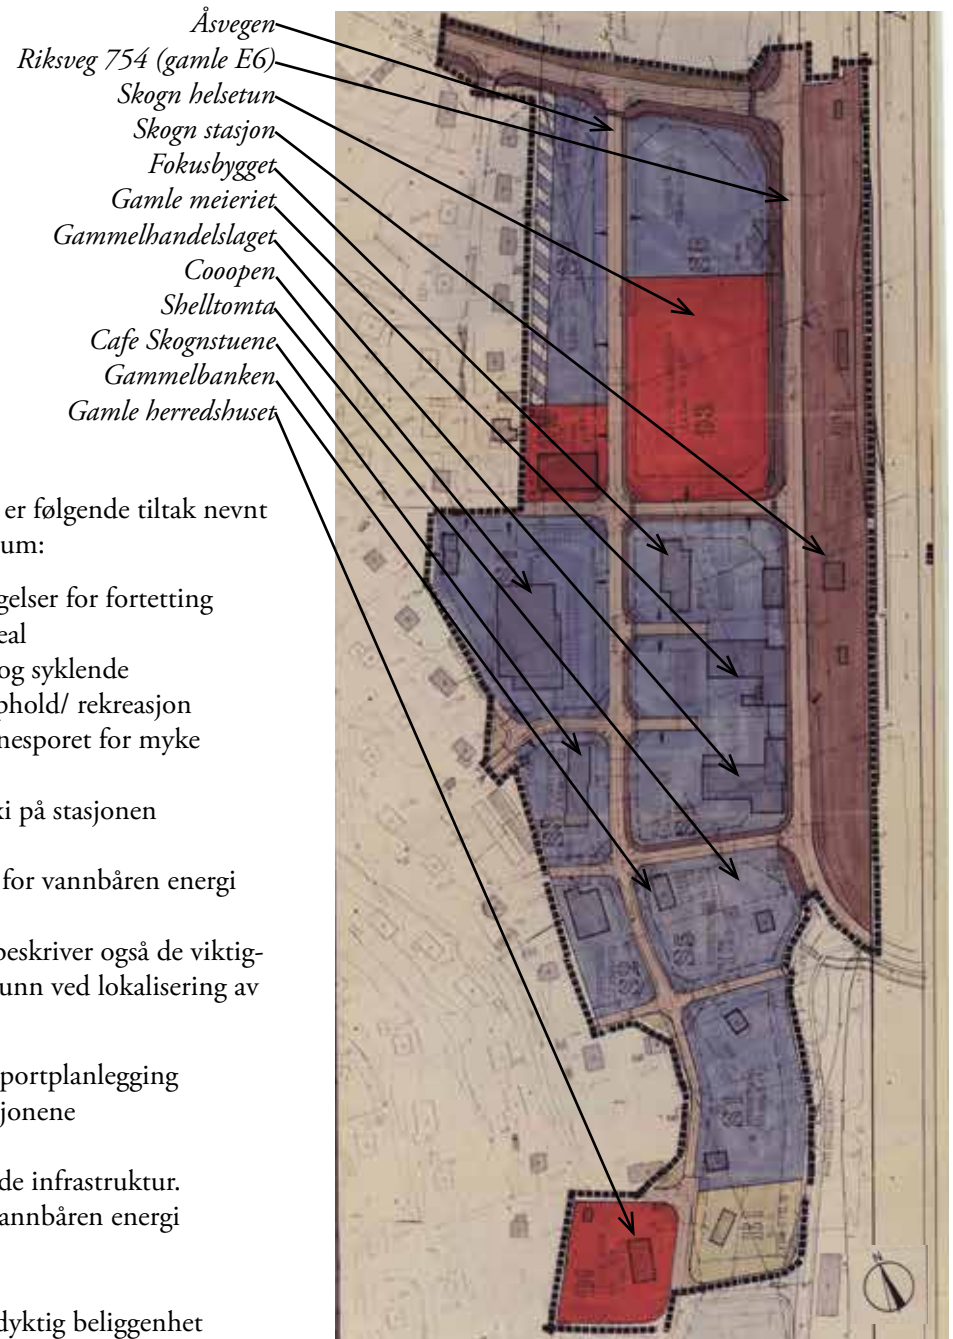 Åsvegen
Riksveg 754 (gamle E6)
Skogn helsetun
Skogn stasjon
Fokusbygget
Gamle meieriet
Gammelhandelslaget
Cooopen
Shelltomta
Cafe Skognstuene
Gammelbanken
Gamle herredshuset
er følgende tiltak nevnt
um:
gelser for fortetting
eal
og syklende
phold/ rekreasjon
nesporet for myke
ki på stasjonen
for vannbåren energi
beskriver også de viktig-
unn ved lokalisering av
portplanlegging
jonene
de infrastruktur.
vannbåren energi
dyktig beliggenhet